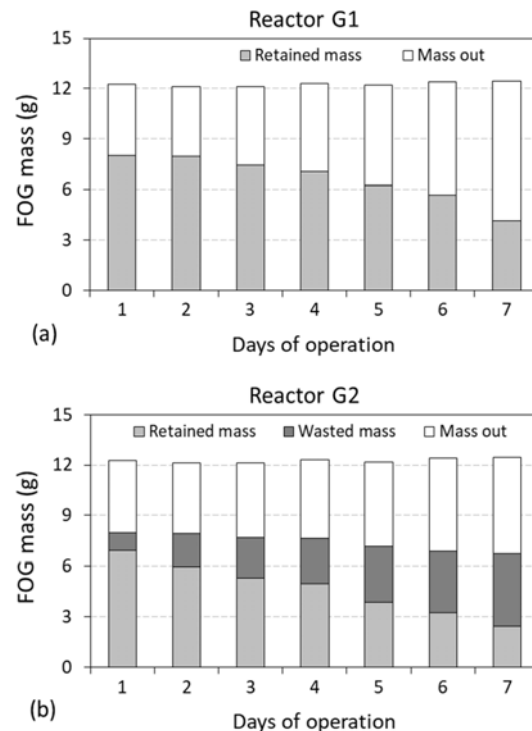 Reactor G1
15
Retained mass
Mass out
12
9
6
3
0
FOG mass (g)
1 2 3 4 5 6 7
(a)
Days of operation
Reactor G2
15
Retained mass
Wasted mass
Mass out
12
9
6
3
0
FOG mass (g)
1 2 3 4 5 6 7
(b)
Days of operation